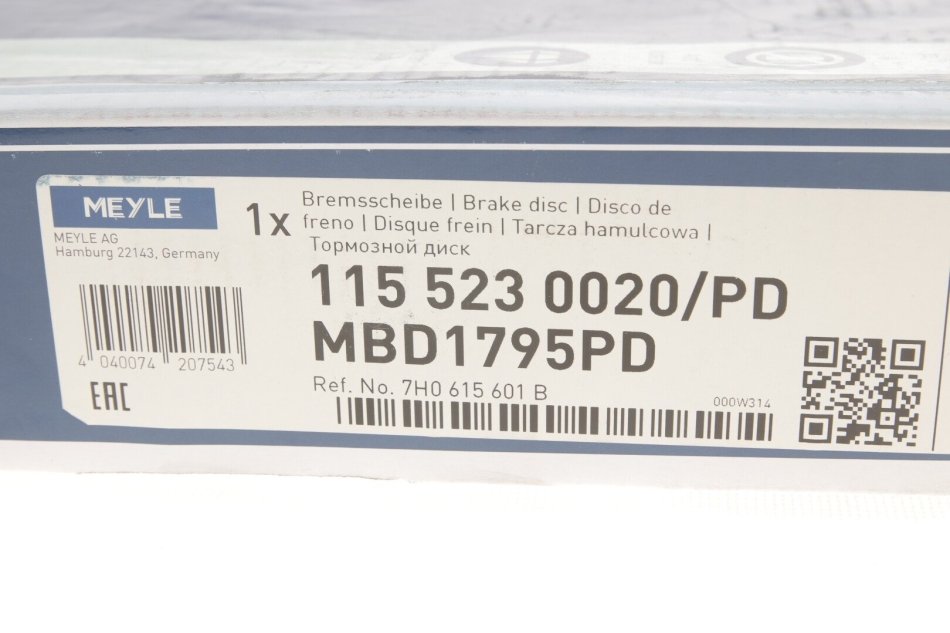 MEYLE
MEYLE AG
Hamburg 22143, Germany
4 040074 207543
EAC
1x
Bremsscheibe | Brake disc | Disco de
freno | Disque frein | Tarcza hamulcowa |
Тормозной диск
115 523 0020/PD
MBD1795PD
Ref. No. 7H0 615 601 B
000W314